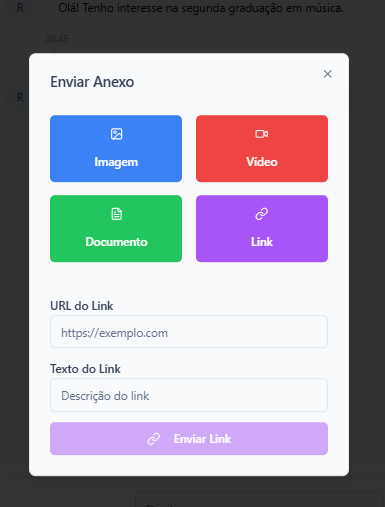 R
Olá! Tenho interesse na segunda graduação em música.
20:45
R
Enviar Anexo
Imagem
Vídeo
Documento
Link
URL do Link
https://exemplo.com
Texto do Link
Descrição do link
Enviar Link